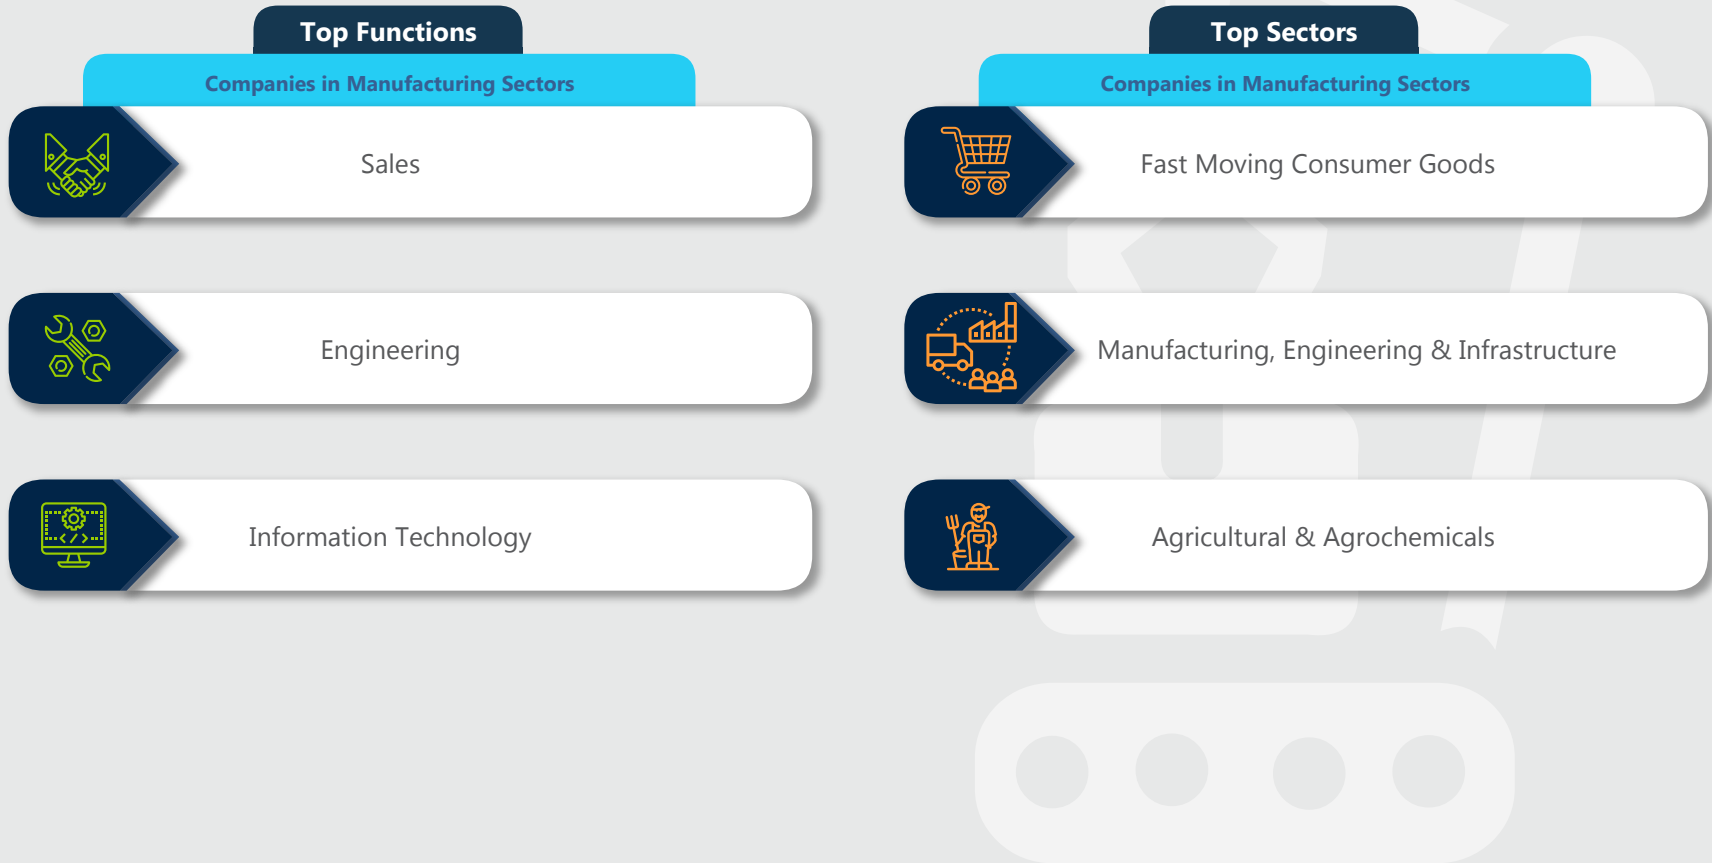 Top Functions
Companies in Manufacturing Sectors
Sales
Engineering
Information Technology
Top Sectors
Companies in Manufacturing Sectors
Fast Moving Consumer Goods
Manufacturing, Engineering & Infrastructure
Agricultural & Agrochemicals